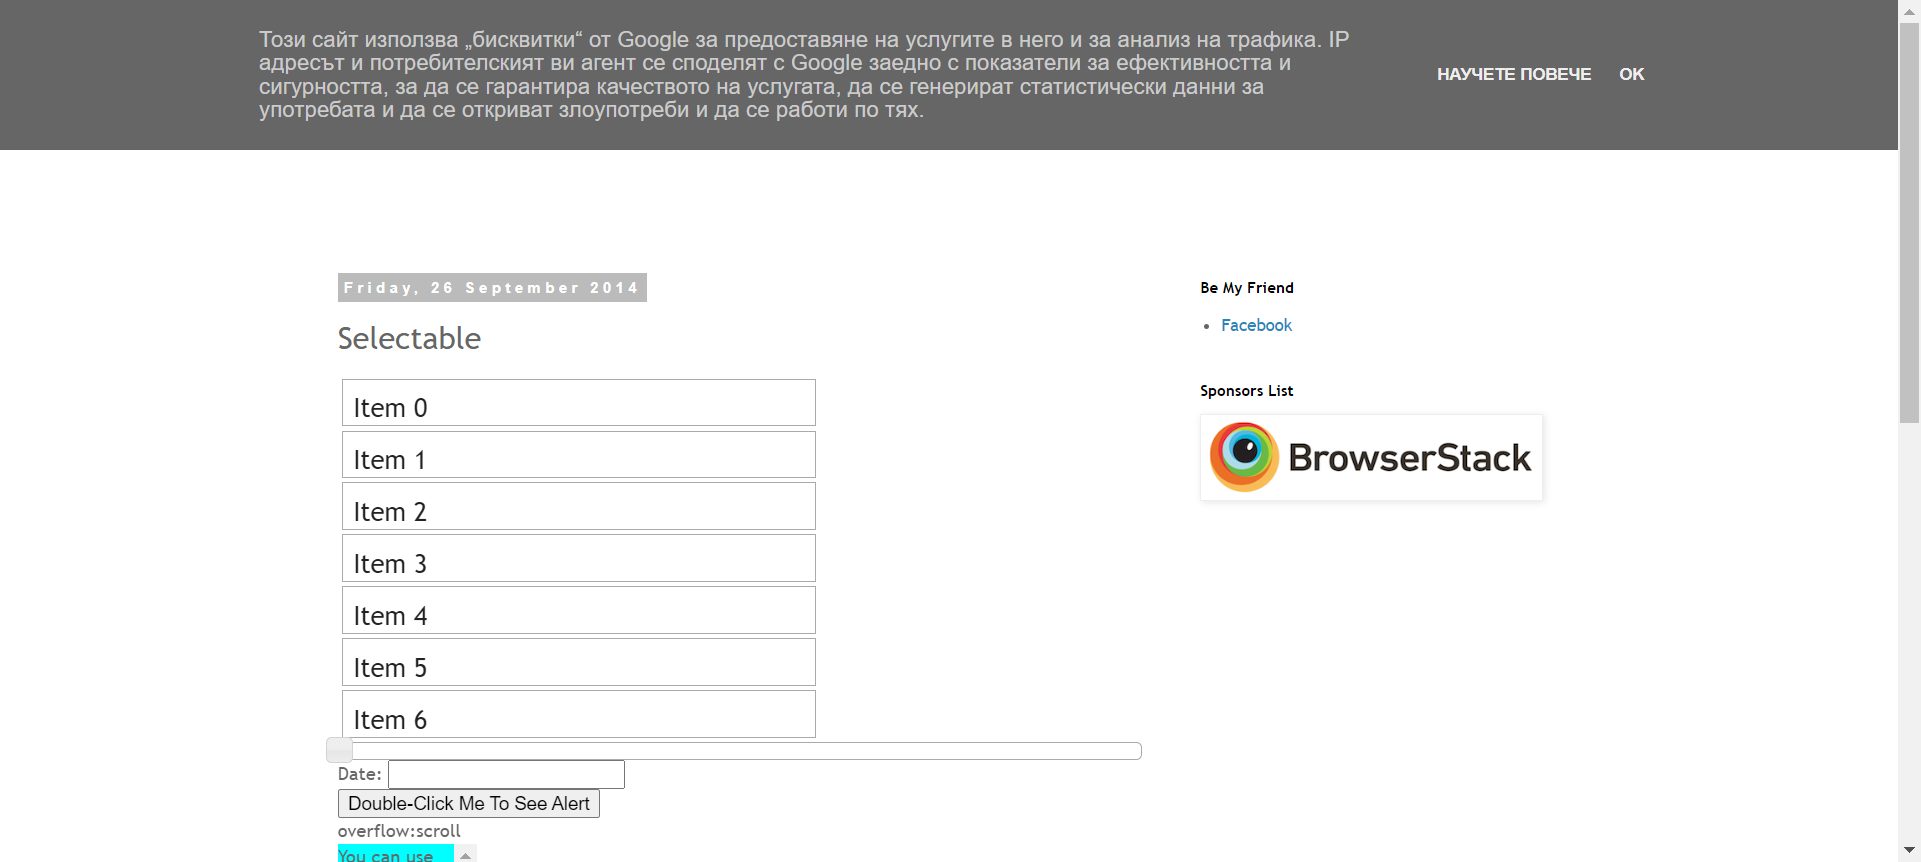 Този сайт използва „бисквитки“ от Google за предоставяне на услугите в него и за анализ на трафика. IP
адресът и потребителският ви агент се споделят с Google заедно с показатели за ефективността и
сигурността, за да се гарантира качеството на услугата, да се генерират статистически данни за
употребата и да се откриват злоупотреби и да се работи по тях.
НАУЧЕТЕ ПОВЕЧЕ OK
Friday, 26 September 2014
Selectable
Item 0
Item 1
Item 2
Item 3
Item 4
Item 5
Item 6
Date:
Double-Click Me To See Alert
overflow:scroll
You can use
Be My Friend
Facebook
Sponsors List
BrowserStack